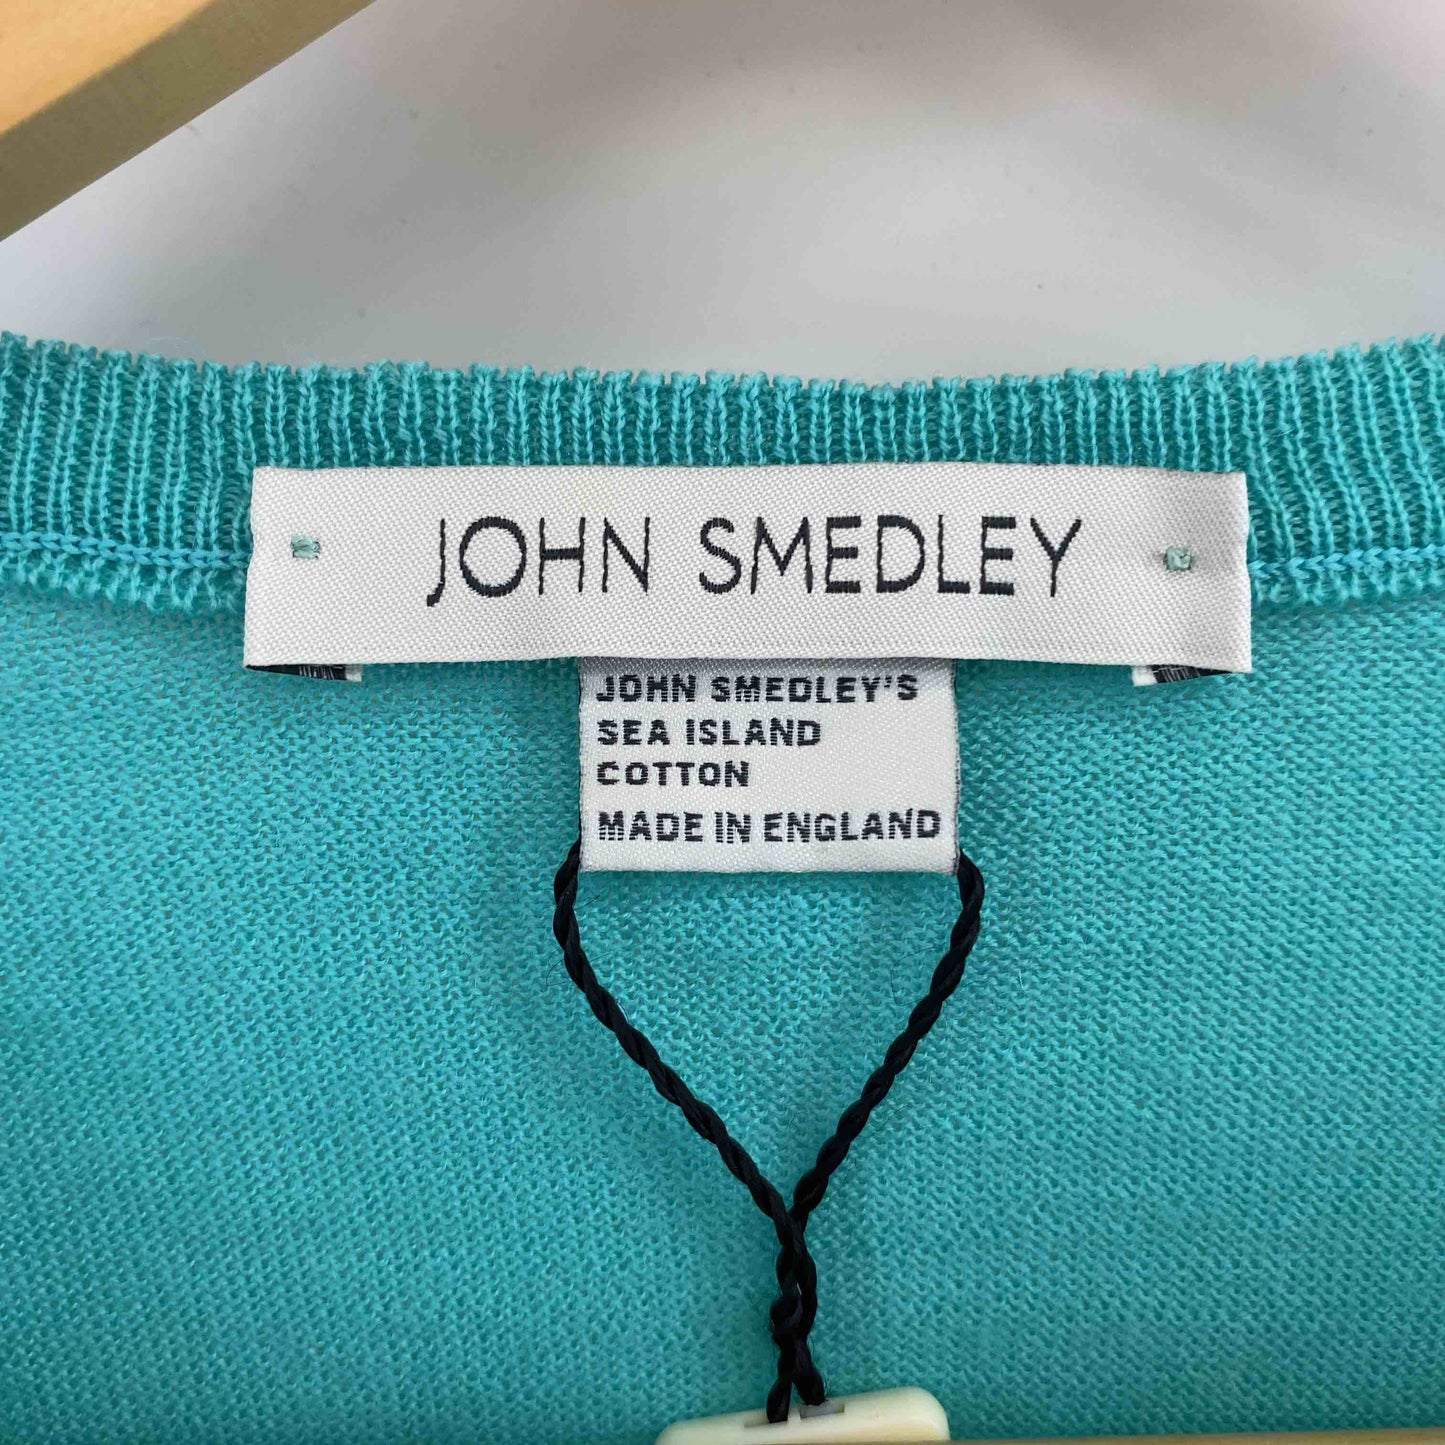 JOHN SMEDLEY
JOHN SMEDLEY'S
SEA ISLAND
COTTON
MADE IN ENGLAND